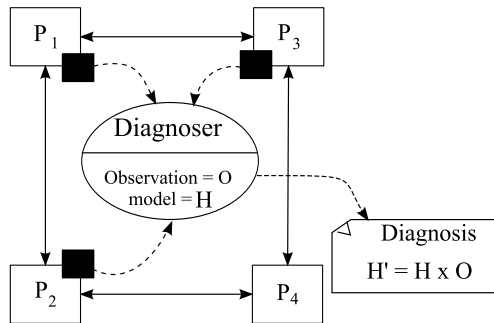 P1
P3
Diagnoser
Observation = O
model = H
Diagnosis
H' = H x O
P2
P4